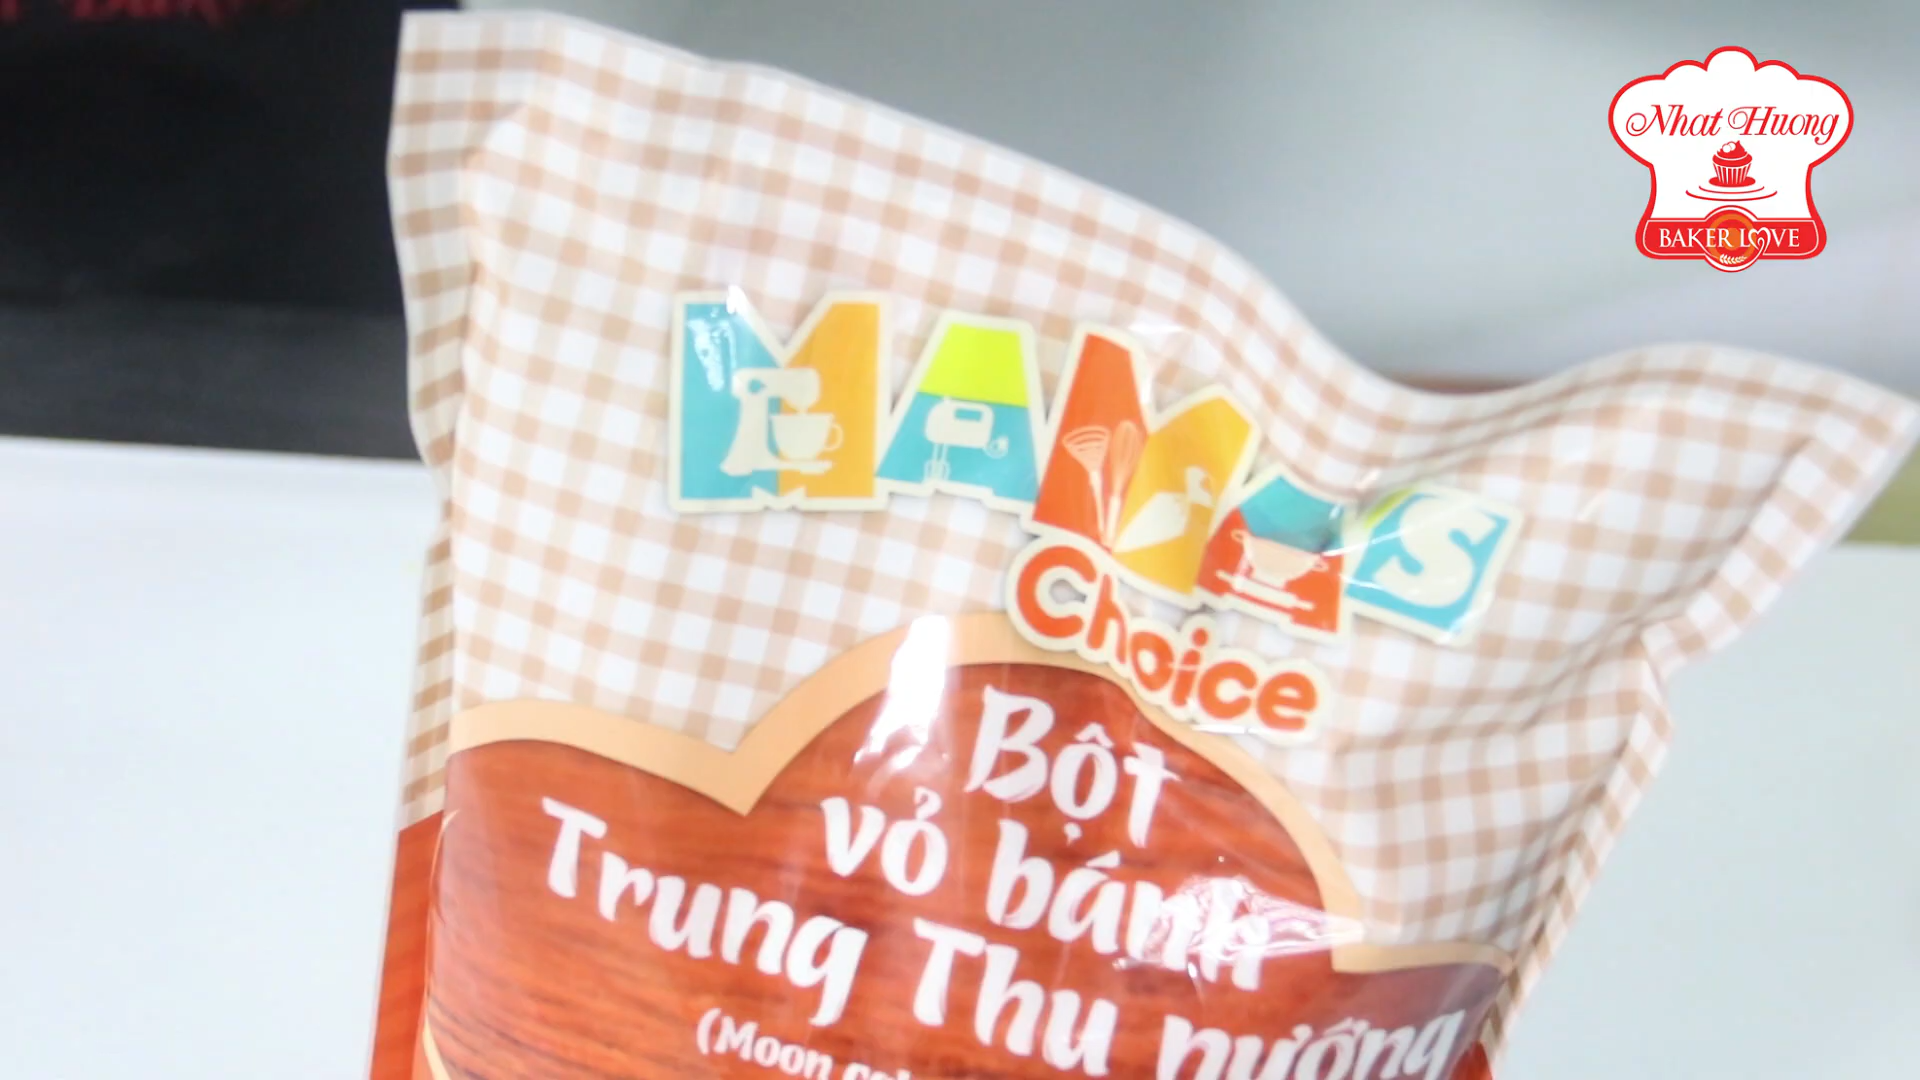 Nhat Huong
BAKER LOVE
MAMA'S
Choice
Bột
vỏ bánh
Trung Thu nướng
(Moon